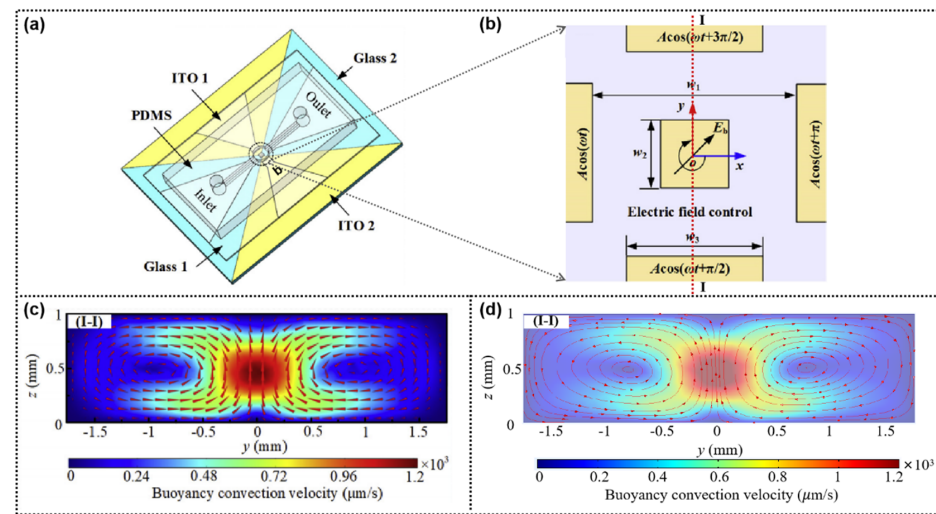 (a)
Glass 2
ITO 1
PDMS
Oulet
b
Inlet
ITO 2
Glass 1
(b)
I
Acos(ωt+3π/2)
w₁
y
E_b
Acos(ωt)
w₂
o
x
Acos(ωt+π)
Electric field control
w₃
Acos(ωt+π/2)
I
(c)
(I-I)
z (mm)
1
0.5
0
-1.5 -1 -0.5 0 0.5 1 1.5
y (mm)
×10³
0 0.24 0.48 0.72 0.96 1.2
Buoyancy convection velocity (μm/s)
(d)
(I-I)
z (mm)
1
0.5
0
-1.5 -1 -0.5 0 0.5 1 1.5
y (mm)
×10³
0 0.2 0.4 0.6 0.8 1.0 1.2
Buoyancy convection velocity (μm/s)